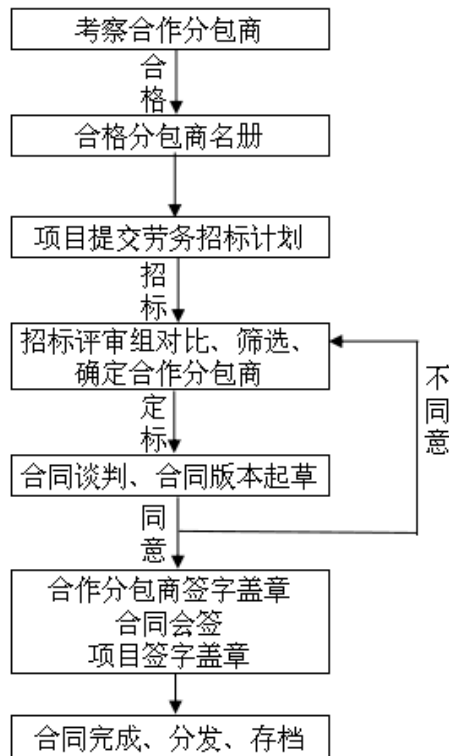 考察合作分包商
合格
合格分包商名册
项目提交劳务招标计划
招标
招标评审组对比、筛选、
确定合作分包商
不同意
定标
合同谈判、合同版本起草
同意
合作分包商签字盖章
合同会签
项目签字盖章
合同完成、分发、存档